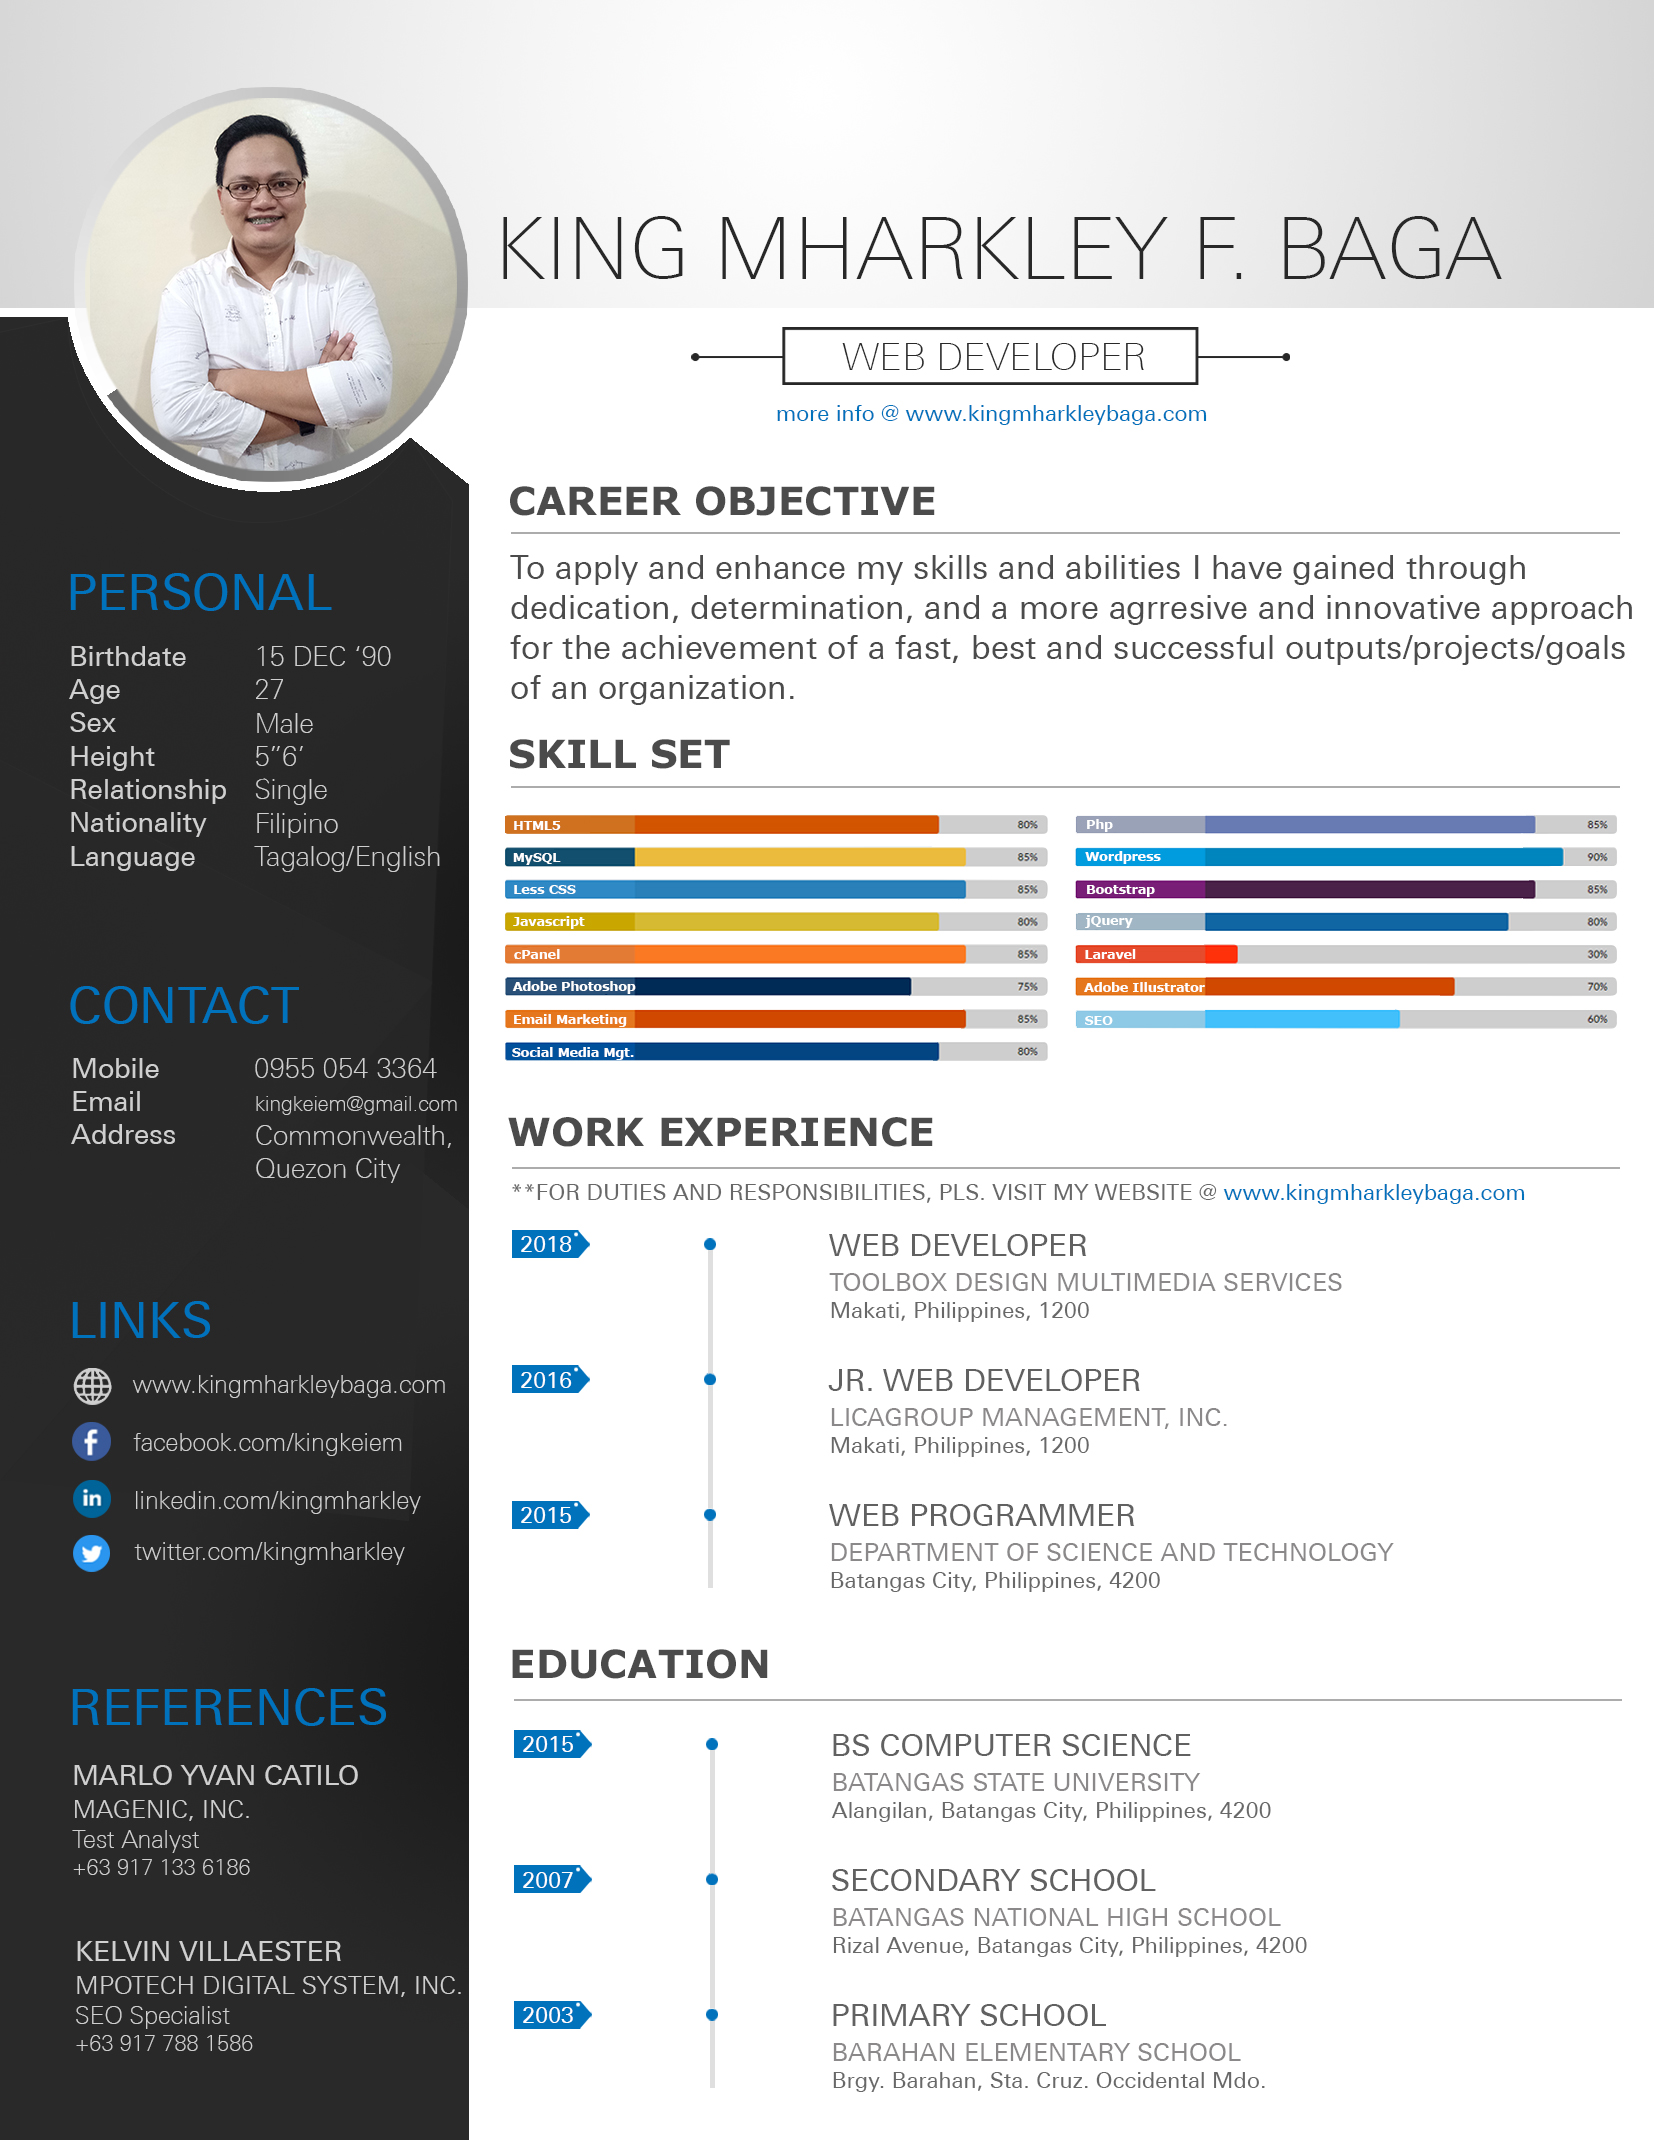 KING MHARKLEY F. BAGA
WEB DEVELOPER
more info @ www.kingmharkleybaga.com
PERSONAL
Birthdate 15 DEC ‘90
Age 27
Sex Male
Height 5”6’
Relationship Single
Nationality Filipino
Language Tagalog/English
CONTACT
Mobile 0955 054 3364
Email kingkeiem@gmail.com
Address Commonwealth,
Quezon City
LINKS
www.kingmharkleybaga.com
f facebook.com/kingkeiem
in linkedin.com/kingmharkley
twitter.com/kingmharkley
REFERENCES
MARLO YVAN CATILO
MAGENIC, INC.
Test Analyst
+63 917 133 6186
KELVIN VILLAESTER
MPOTECH DIGITAL SYSTEM, INC.
SEO Specialist
+63 917 788 1586
CAREER OBJECTIVE
To apply and enhance my skills and abilities I have gained through
dedication, determination, and a more agrresive and innovative approach
for the achievement of a fast, best and successful outputs/projects/goals
of an organization.
SKILL SET
HTML5 80% Php 85%
MySQL 85% Wordpress 90%
Less CSS 85% Bootstrap 85%
Javascript 80% jQuery 80%
cPanel 85% Laravel 30%
Adobe Photoshop 75% Adobe Illustrator 70%
Email Marketing 85% SEO 60%
Social Media Mgt. 80%
WORK EXPERIENCE
**FOR DUTIES AND RESPONSIBILITIES, PLS. VISIT MY WEBSITE @ www.kingmharkleybaga.com
2018 WEB DEVELOPER
TOOLBOX DESIGN MULTIMEDIA SERVICES
Makati, Philippines, 1200
2016 JR. WEB DEVELOPER
LICAGROUP MANAGEMENT, INC.
Makati, Philippines, 1200
2015 WEB PROGRAMMER
DEPARTMENT OF SCIENCE AND TECHNOLOGY
Batangas City, Philippines, 4200
EDUCATION
2015 BS COMPUTER SCIENCE
BATANGAS STATE UNIVERSITY
Alangilan, Batangas City, Philippines, 4200
2007 SECONDARY SCHOOL
BATANGAS NATIONAL HIGH SCHOOL
Rizal Avenue, Batangas City, Philippines, 4200
2003 PRIMARY SCHOOL
BARAHAN ELEMENTARY SCHOOL
Brgy. Barahan, Sta. Cruz. Occidental Mdo.